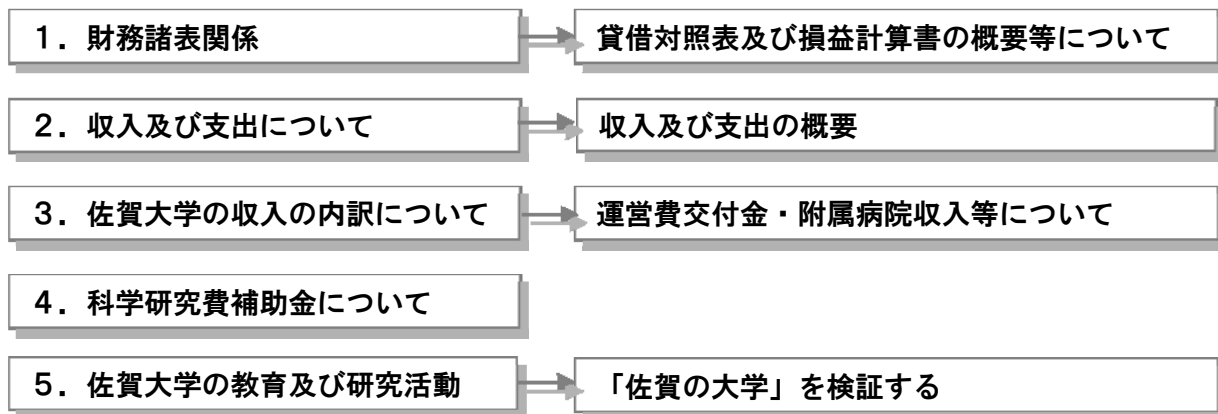 １．財務諸表関係
貸借対照表及び損益計算書の概要等について
２．収入及び支出について
収入及び支出の概要
３．佐賀大学の収入の内訳について
運営費交付金・附属病院収入等について
４．科学研究費補助金について
５．佐賀大学の教育及び研究活動
「佐賀の大学」を検証する